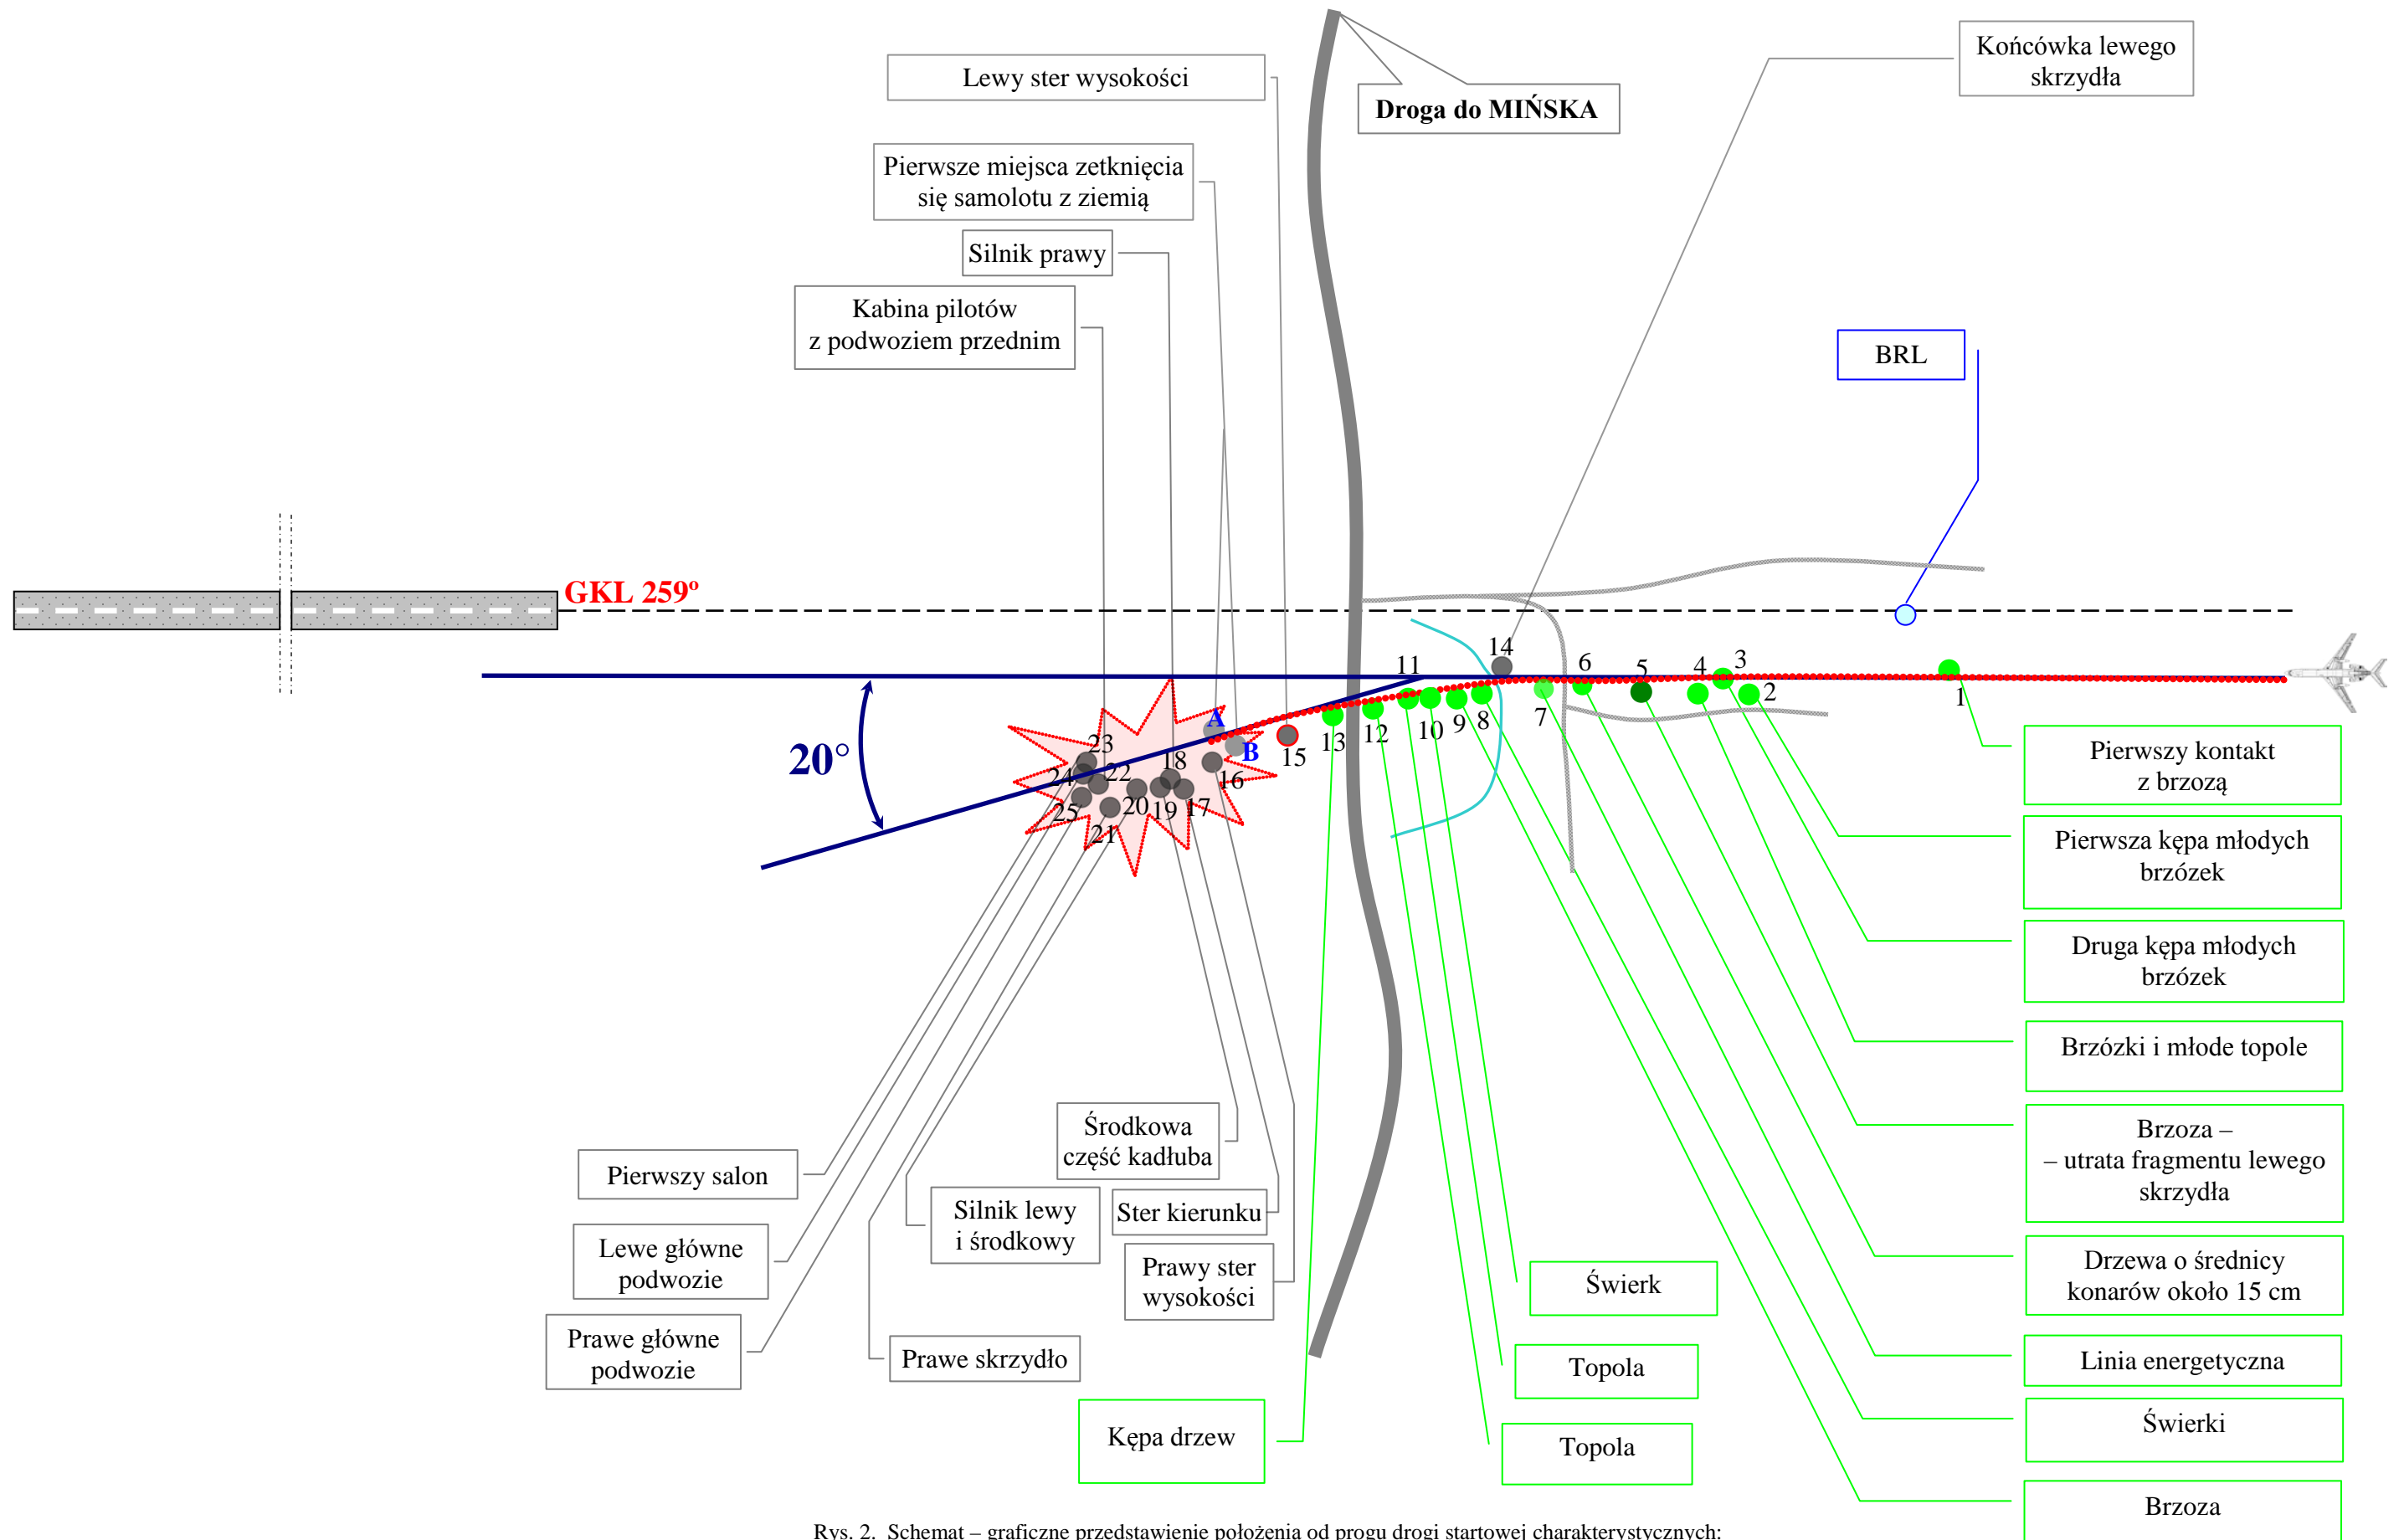 Końcówka lewego
skrzydła
Lewy ster wysokości
Droga do MIŃSKA
Pierwsze miejsca zetknięcia
się samolotu z ziemią
Silnik prawy
Kabina pilotów
z podwoziem przednim
BRL
GKL 259º
20°
A
B
1
2
3
4
5
6
7
8
9
10
11
12
13
14
15
16
17
18
19
20
21
22
23
24
25
Pierwszy kontakt
z brzozą
Pierwsza kępa młodych
brzózek
Druga kępa młodych
brzózek
Brzózki i młode topole
Brzoza –
– utrata fragmentu lewego
skrzydła
Drzewa o średnicy
konarów około 15 cm
Linia energetyczna
Świerki
Brzoza
Środkowa
część kadłuba
Pierwszy salon
Silnik lewy
i środkowy
Ster kierunku
Lewe główne
podwozie
Prawy ster
wysokości
Prawe główne
podwozie
Prawe skrzydło
Świerk
Topola
Topola
Kępa drzew
Rys. 2. Schemat – graficzne przedstawienie położenia od progu drogi startowej charakterystycznych: